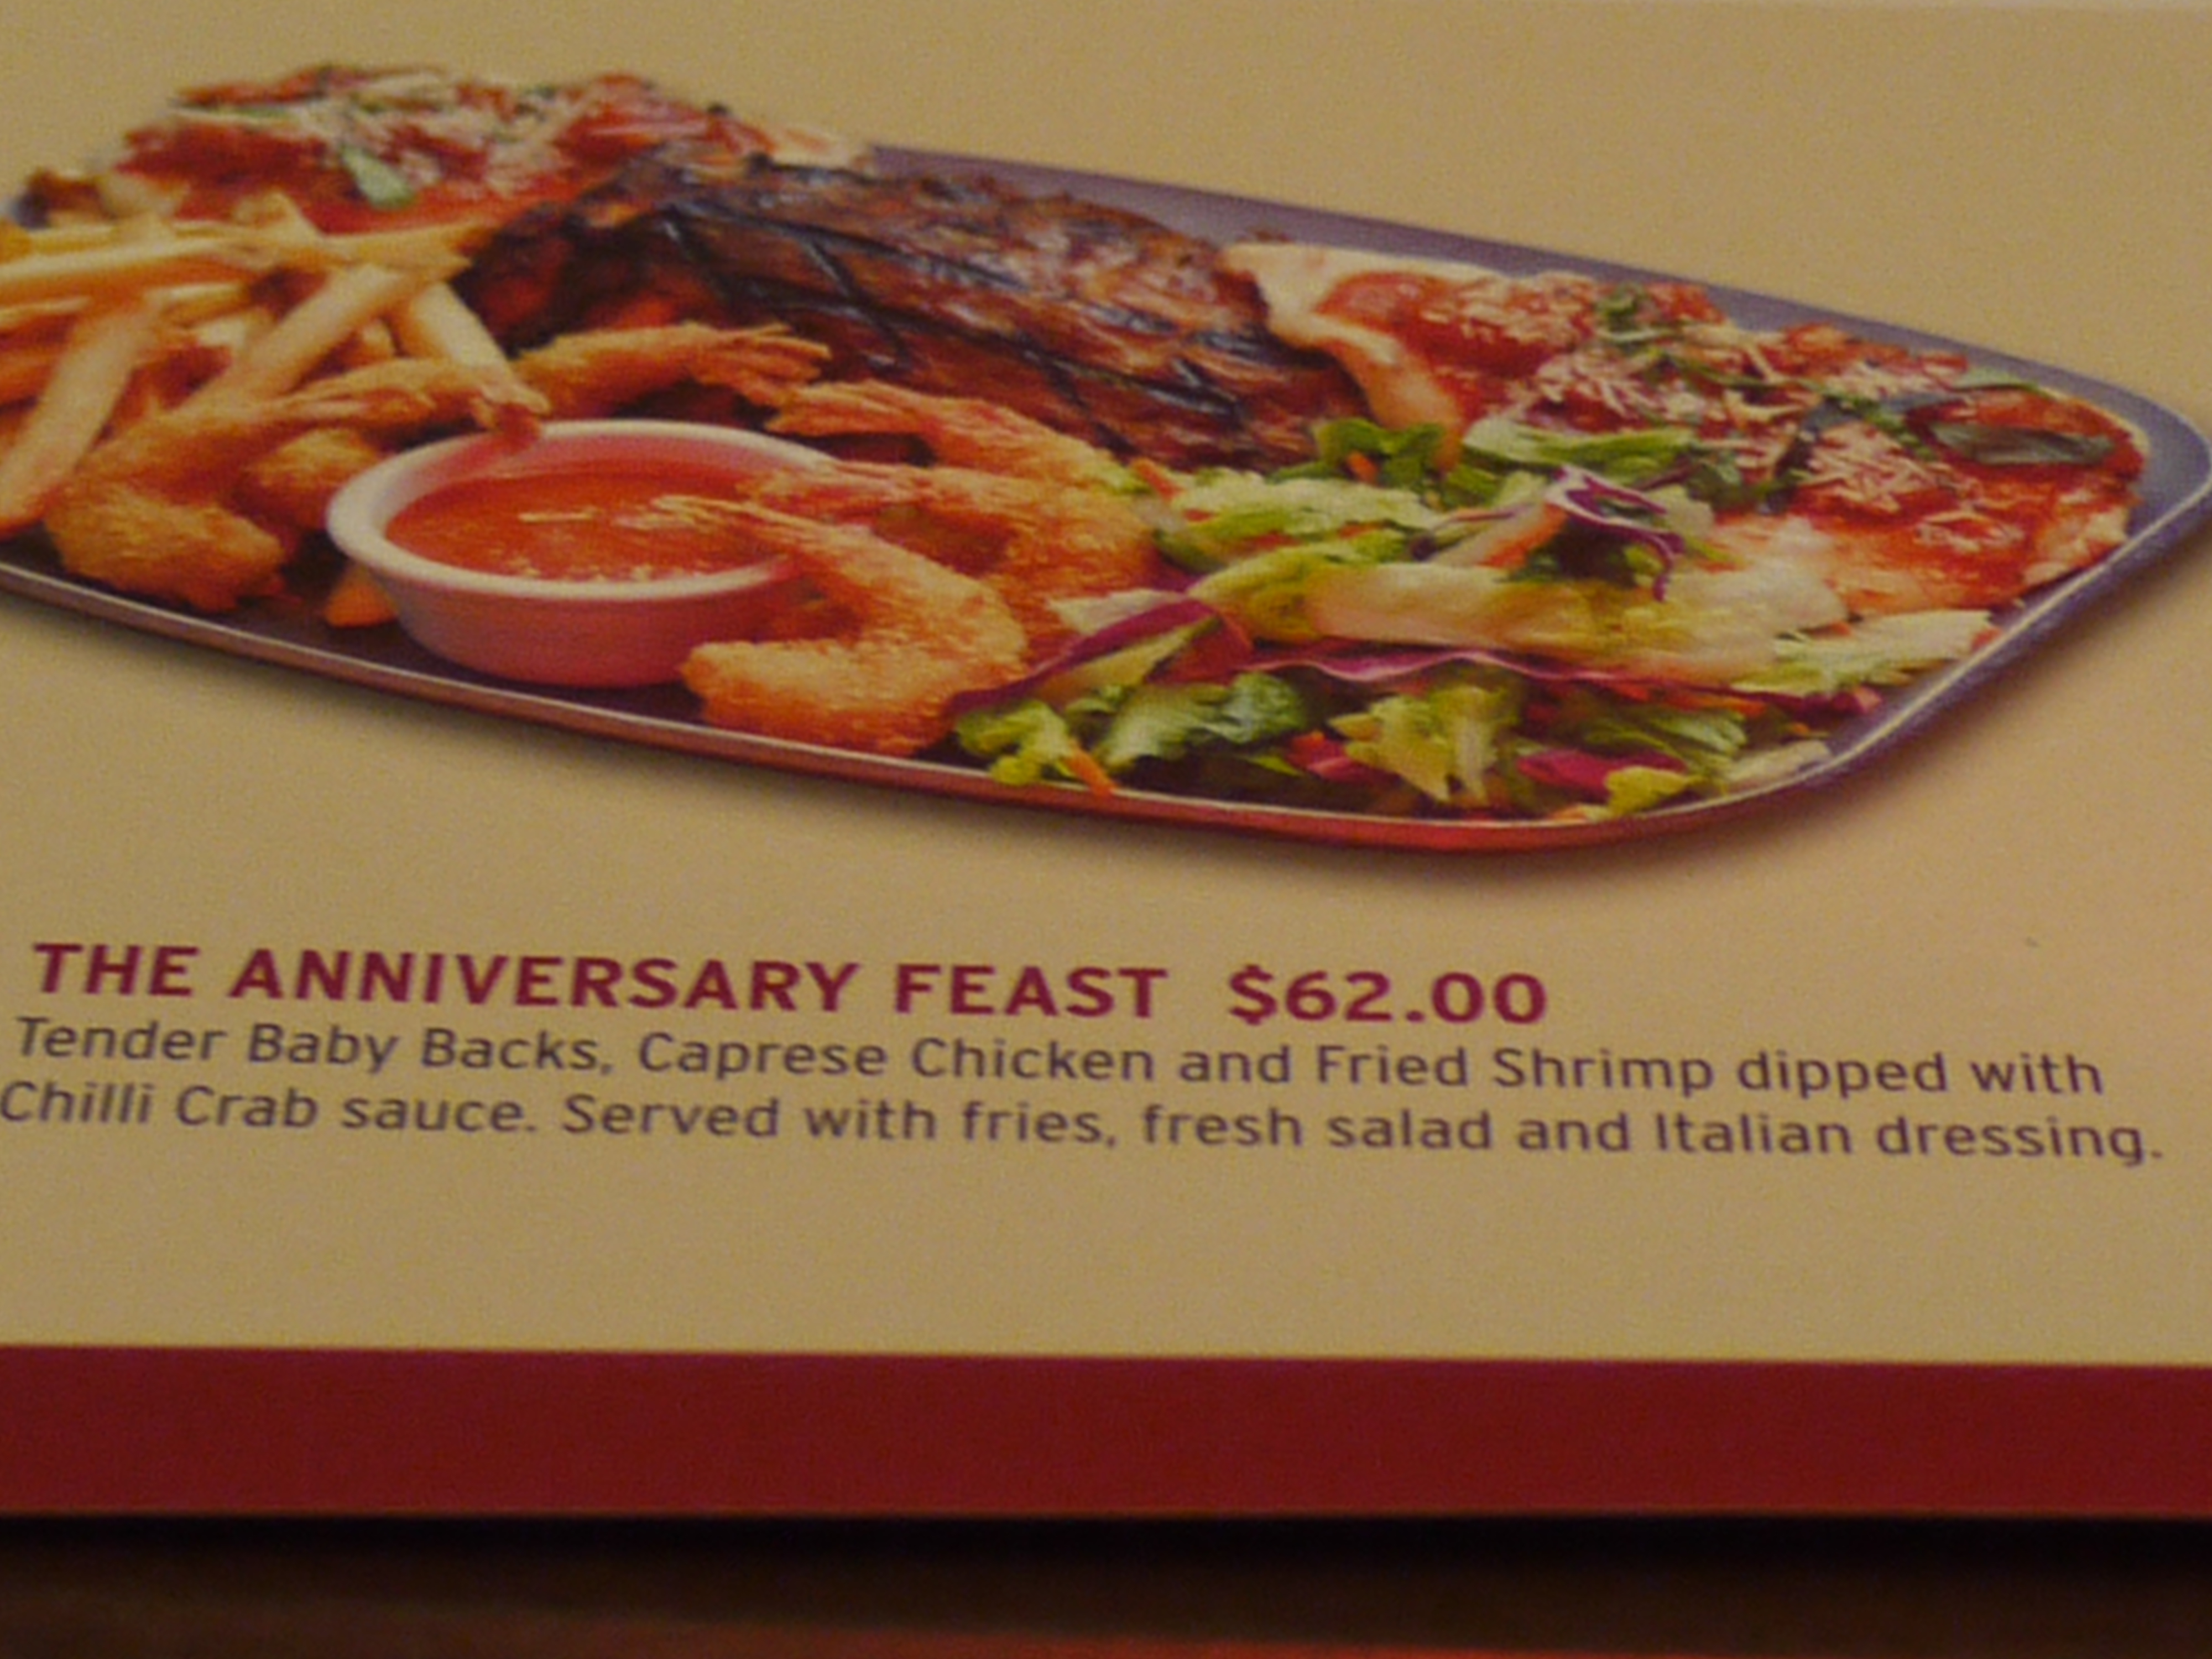 THE ANNIVERSARY FEAST $62.00
Tender Baby Backs, Caprese Chicken and Fried Shrimp dipped with
Chilli Crab sauce. Served with fries, fresh salad and Italian dressing.